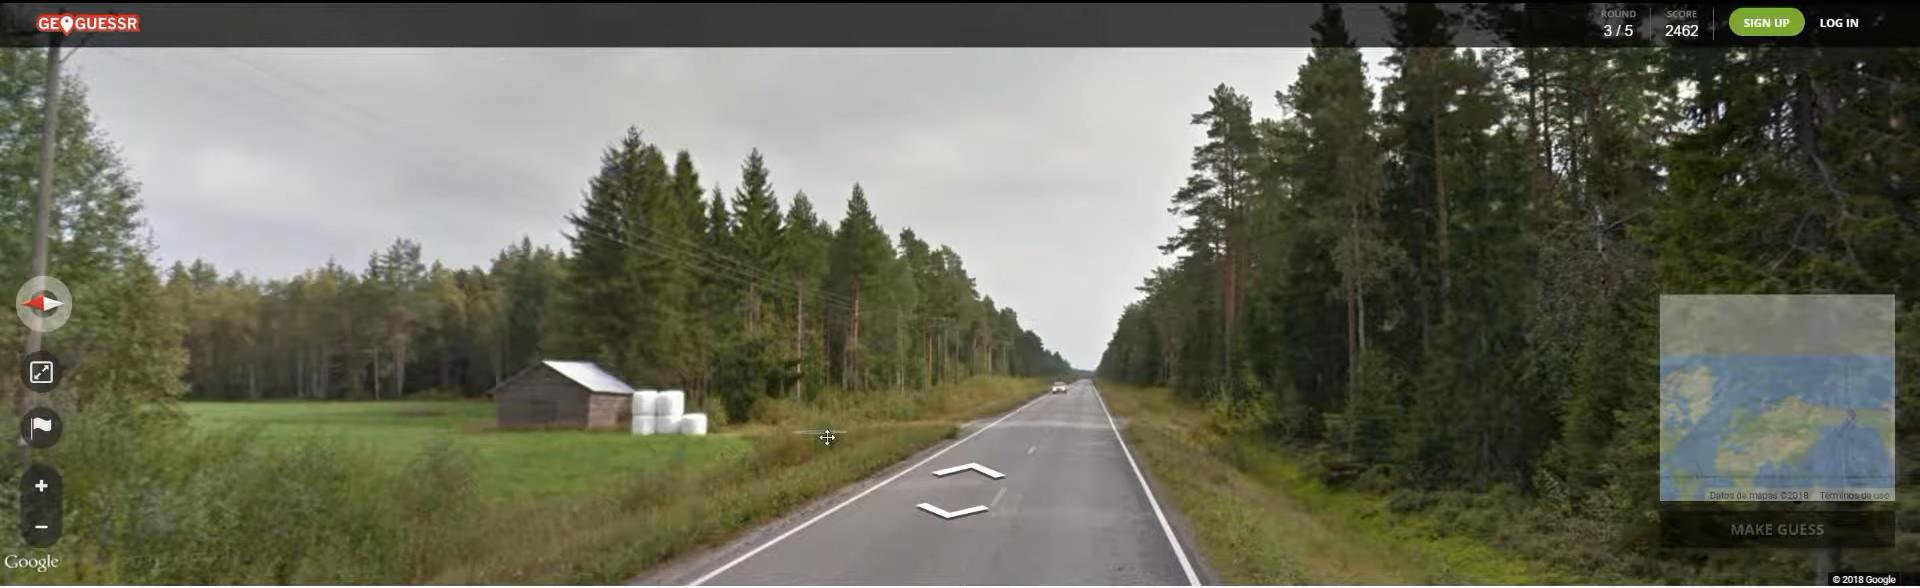 GEOGUESSR
ROUND
3 / 5
SCORE
2462
SIGN UP
LOG IN
Datos de mapas ©2018
Términos de uso
MAKE GUESS
Google
© 2018 Google